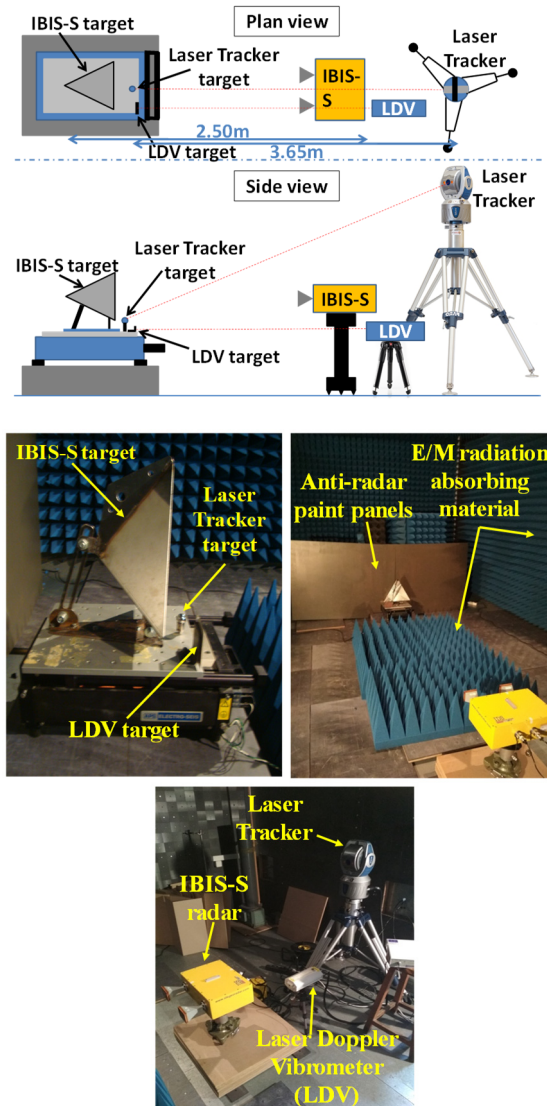 Plan view
IBIS-S target
Laser Tracker
target
IBIS-
S
LDV
Laser
Tracker
LDV target
2.50m
3.65m
Side view
Laser
Tracker
Laser
Tracker
target
IBIS-S target
IBIS-S
LDV
LDV target
IBIS-S target
Laser
Tracker
target
LDV target
E/M radiation
absorbing
material
Anti-radar
paint panels
Laser
Tracker
IBIS-S
radar
Laser Doppler
Vibrometer
(LDV)